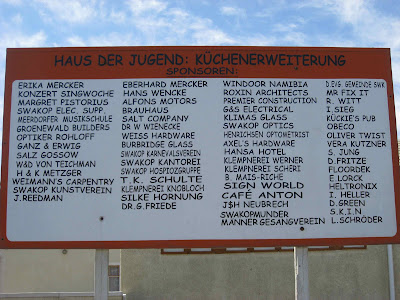 HAUS DER JUGEND: KÜCHENERWEITERUNG
SPONSOREN:
ERIKA MERCKER
KONZERT SINGWOCHE
MARGRET PISTORIUS
SWAKOP ELEC. SUPP.
MEERDORFER MUSIKSCHULE
GROENEWALD BUILDERS
OPTIKER ROHLOFF
GANZ & ERWIG
SALZ GOSSOW
W&D VON TEICHMAN
H & K METZGER
WEIMANN'S CARPENTRY
SWAKOP KUNSTVEREIN
J.REEDMAN
EBERHARD MERCKER
HANS WENCKE
ALFONS MOTORS
BRAUHAUS
SALT COMPANY
DR W WIENECKE
WEISS HARDWARE
BURBRIDGE GLASS
SWAKOP KARNEVALSVEREIN
SWAKOP KANTOREI
SWAKOP HOSPIZGRUPPE
T.K. SCHULTE
KLEMPNEREI KNOBLOCH
SILKE HORNUNG
DR.G.FRIEDE
WINDOOR NAMIBIA
ROXIN ARCHITECTS
PREMIER CONSTRUCTION
G&S ELECTRICAL
KLIMAS GLASS
SWAKOP OPTICS
HENRICHSEN OPTOMETRIST
AXEL'S HARDWARE
HANSA HOTEL
KLEMPNEREI WERNER
KLEMPNEREI SCHERI
B. MAIS-RICHE
SIGN WORLD
CAFÉ ANTON
J&H NEUBRECH
SWAKOPMUNDER
MÄNNERGESANGVEREIN
D.EVG GEMEINDE SWK
MR FIX IT
R. WITT
I. SIEG
KÜCKIE'S PUB
OBECO
OLIVER TWIST
VERA KUTZNER
S. JUNG
D.FRITZE
FLOORDEK
E LORCK
HELTRONIX
I. HELLER
D.GREEN
S.K.I.N
L.SCHRÖDER